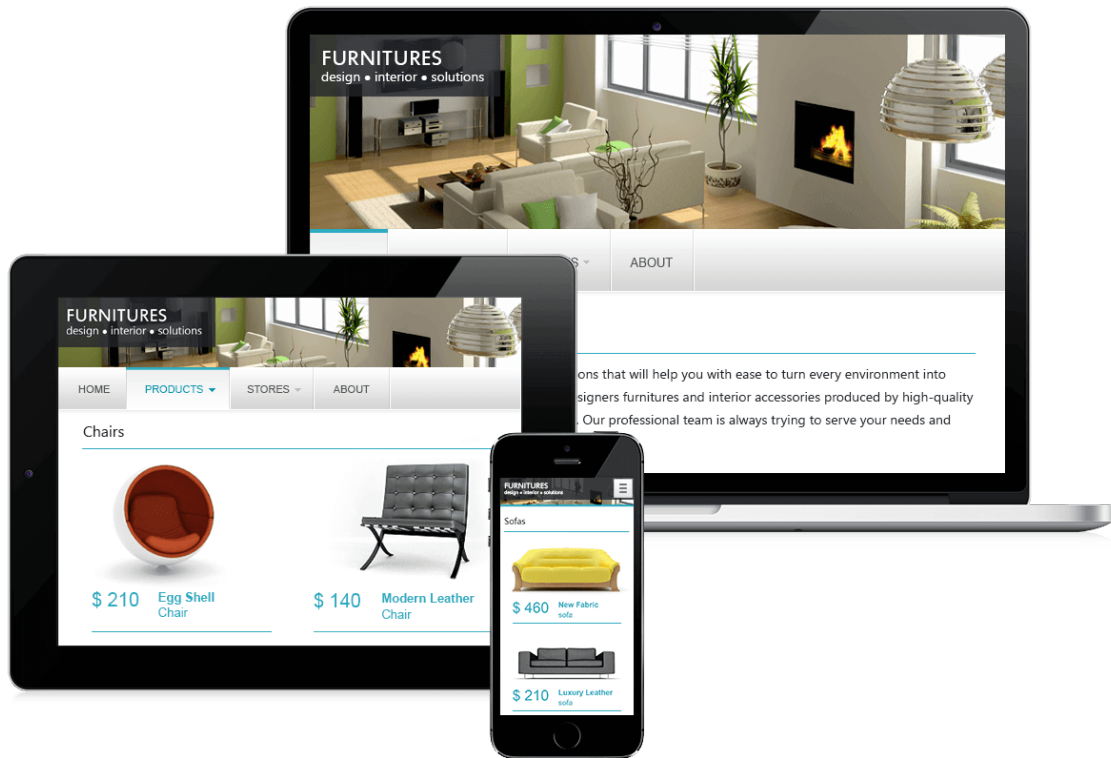 FURNITURES
design • interior • solutions
ABOUT
ons that will help you with ease to turn every environment into
signers furnitures and interior accessories produced by high-quality
. Our professional team is always trying to serve your needs and
FURNITURES
design • interior • solutions
HOME
PRODUCTS
STORES
ABOUT
Chairs
$ 210
Egg Shell
Chair
$ 140
Modern Leather
Chair
FURNITURES
design • interior • solutions
Sofas
$ 460
New Fabric
sofa
$ 210
Luxury Leather
sofa